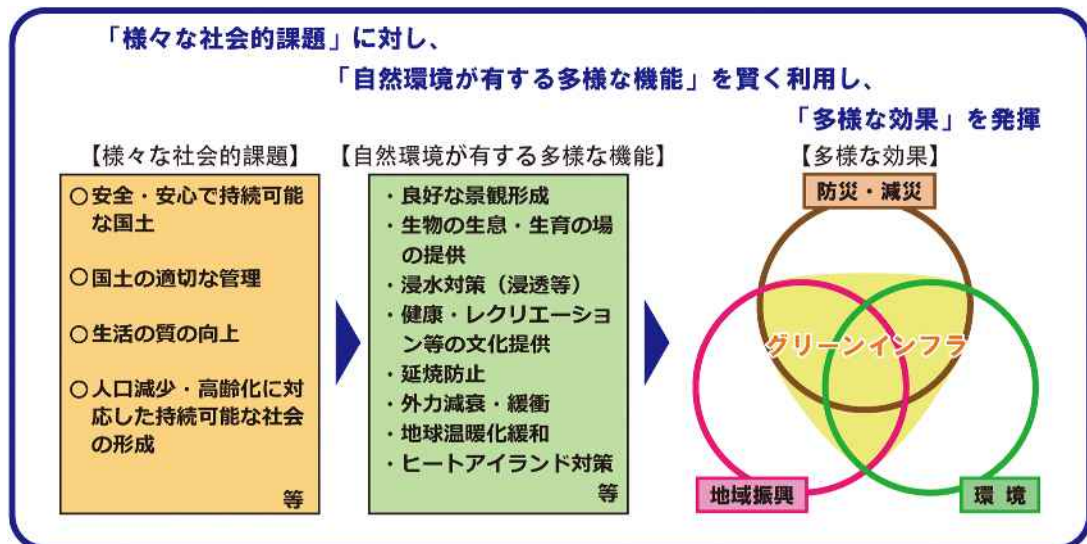 「様々な社会的課題」に対し、
「自然環境が有する多様な機能」を賢く利用し、
「多様な効果」を発揮
【様々な社会的課題】
○安全・安心で持続可能
な国土
○国土の適切な管理
○生活の質の向上
○人口減少・高齢化に対
応した持続可能な社会
の形成
等
【自然環境が有する多様な機能】
・良好な景観形成
・生物の生息・生育の場
の提供
・浸水対策（浸透等）
・健康・レクリエーショ
ン等の文化提供
・延焼防止
・外力減衰・緩衝
・地球温暖化緩和
・ヒートアイランド対策
等
【多様な効果】
防災・減災
グリーンインフラ
地域振興
環 境